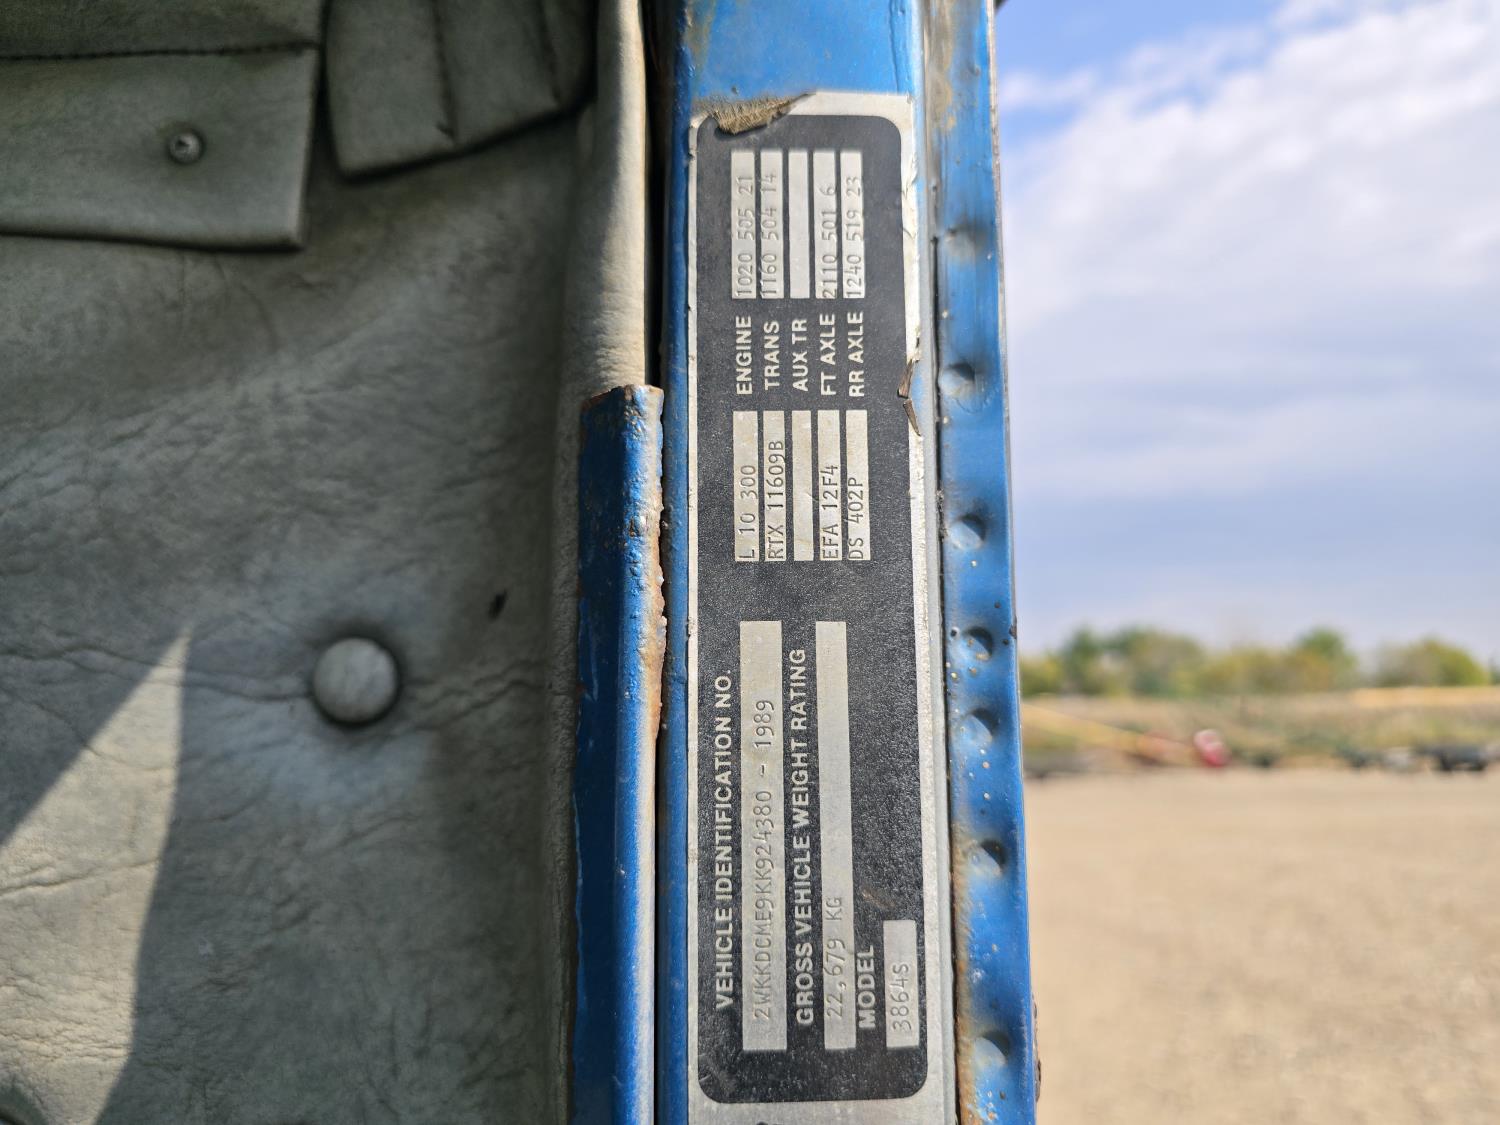 VEHICLE IDENTIFICATION NO.
2WKKDCME9KK924380 - 1989
GROSS VEHICLE WEIGHT RATING
22,679 KG
MODEL
3864S
L 10 300 ENGINE 1020 505 21
RTX 11609B TRANS 1160 504 14
AUX TR
EFA 12F4 FT AXLE 2110 501 6
DS 402P RR AXLE 1240 519 23